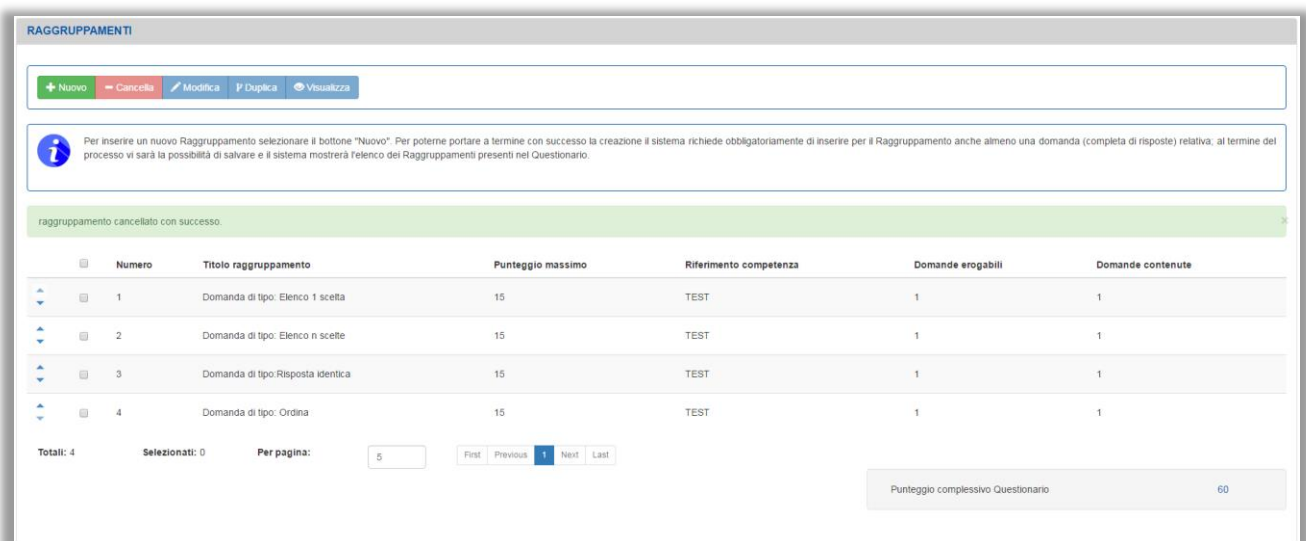 RAGGRUPPAMENTI
Nuovo Cancella Modifica Duplica Visualizza
Per inserire un nuovo Raggruppamento selezionare il bottone "Nuovo". Per poterne portare a termine con successo la creazione il sistema richiede obbligatoriamente di inserire per il Raggruppamento anche almeno una domanda (completa di risposte) relativa; al termine del
processo vi sarà la possibilità di salvare e il sistema mostrerà l'elenco dei Raggruppamenti presenti nel Questionario.
raggruppamento cancellato con successo. x
Numero Titolo raggruppamento Punteggio massimo Riferimento competenza Domande erogabili Domande contenute
1 Domanda di tipo: Elenco 1 scelta 15 TEST 1 1
2 Domanda di tipo: Elenco n scelte 15 TEST 1 1
3 Domanda di tipo:Risposta identica 15 TEST 1 1
4 Domanda di tipo: Ordina 15 TEST 1 1
Totali: 4 Selezionati: 0 Per pagina: 5 First Previous 1 Next Last
Punteggio complessivo Questionario 60